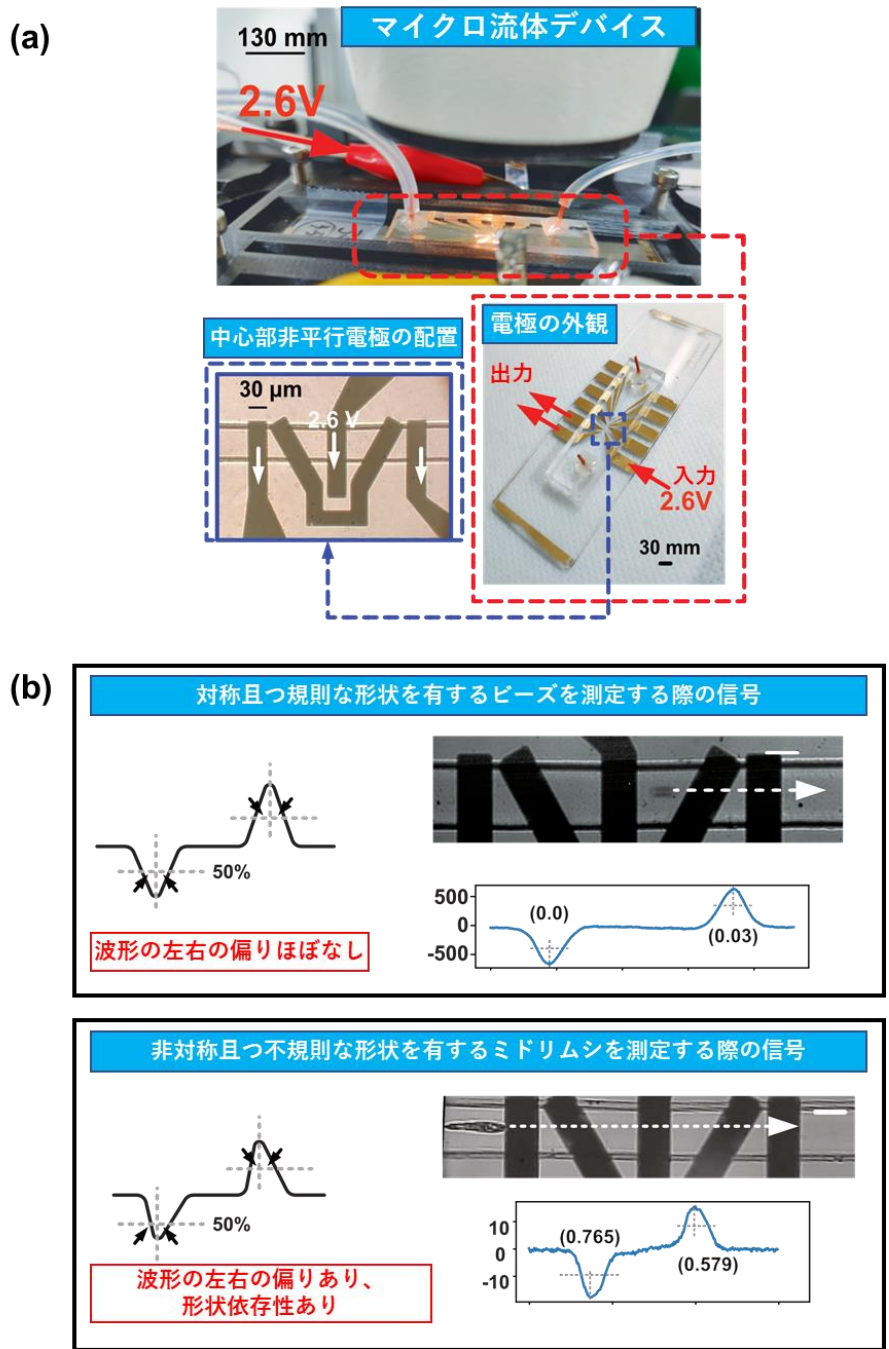 (a)
マイクロ流体デバイス
130 mm
2.6V
中心部非平行電極の配置
30 μm
2.6 V
電極の外観
出力
入力
2.6V
30 mm
(b)
対称且つ規則な形状を有するビーズを測定する際の信号
50%
波形の左右の偏りほぼなし
500
0
-500
(0.0)
(0.03)
非対称且つ不規則な形状を有するミドリムシを測定する際の信号
50%
波形の左右の偏りあり、
形状依存性あり
10
0
-10
(0.765)
(0.579)